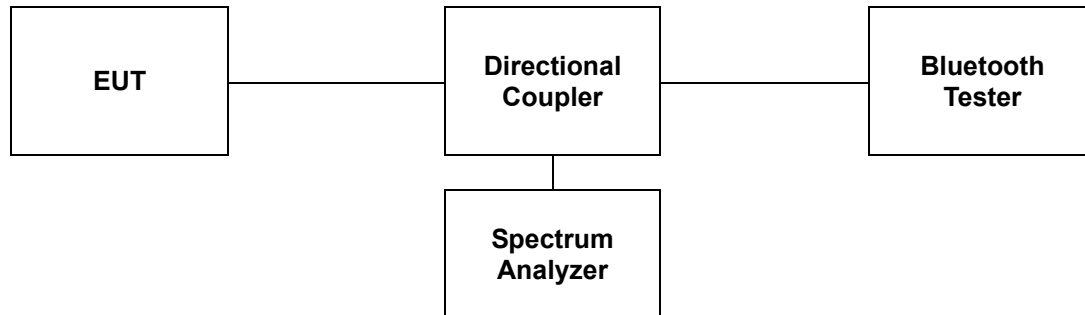 EUT
Directional
Coupler
Bluetooth
Tester
Spectrum
Analyzer